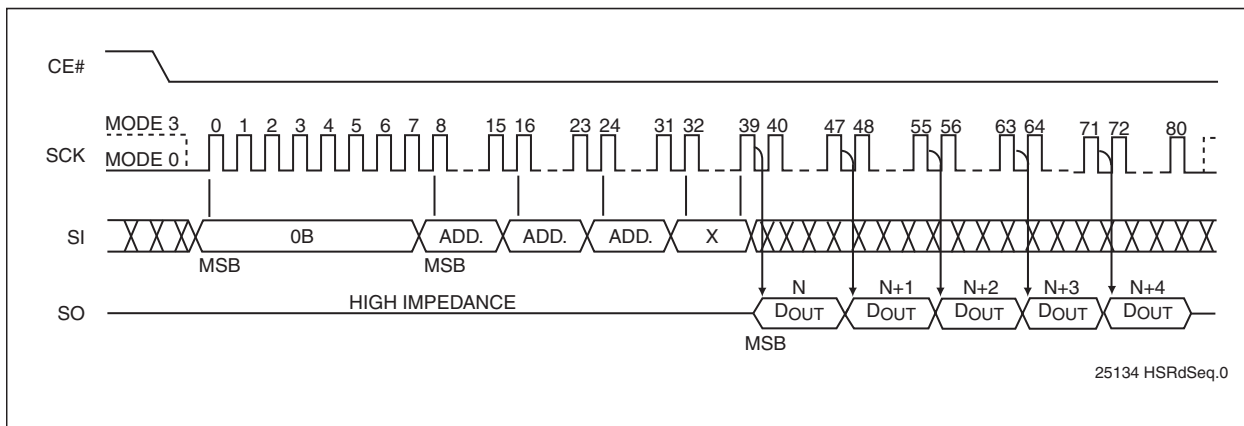 CE#
MODE 3
SCK
MODE 0
0 1 2 3 4 5 6 7 8 15 16 23 24 31 32 39 40 47 48 55 56 63 64 71 72 80
SI
0B ADD. ADD. ADD. X
MSB MSB
N N+1 N+2 N+3 N+4
HIGH IMPEDANCE
SO
DOUT DOUT DOUT DOUT DOUT
MSB
25134 HSRdSeq.0